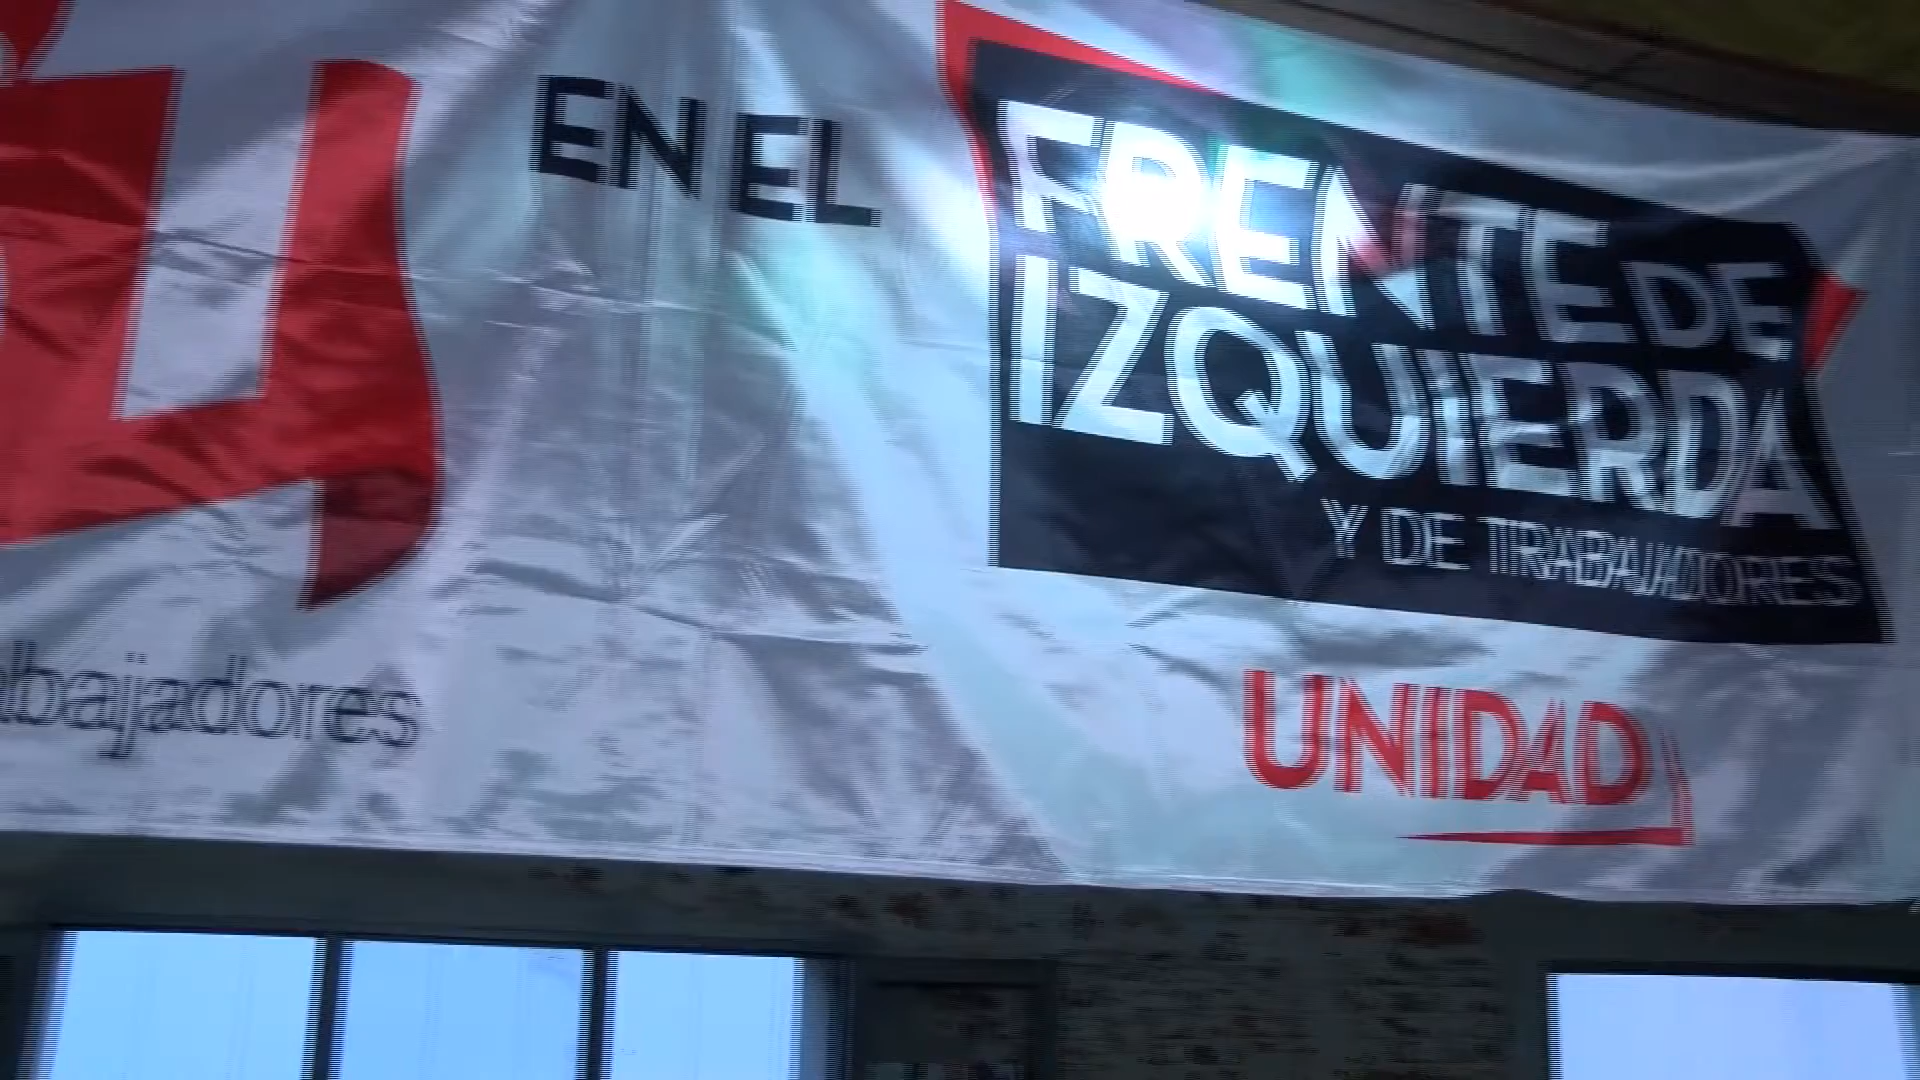 EN EL
FRENTE DE
IZQUIERDA
Y DE TRABAJADORES
UNIDAD